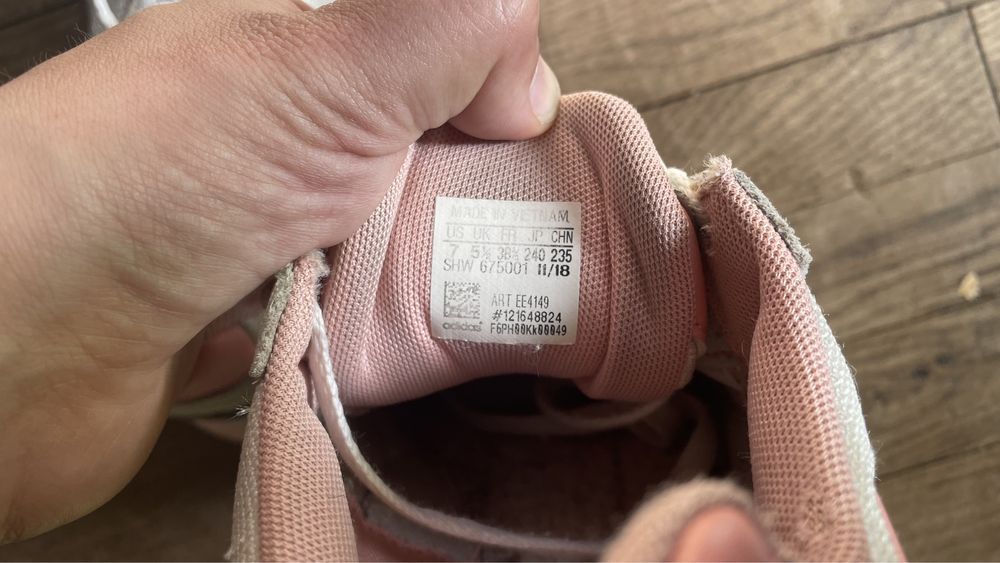 MADE IN VIETNAM
US UK FR JP CHN
7 5½ 38⅔ 240 235
SHW 675001 11/18
ART EE4149
#121648824
adidas F6PH00Kk00049